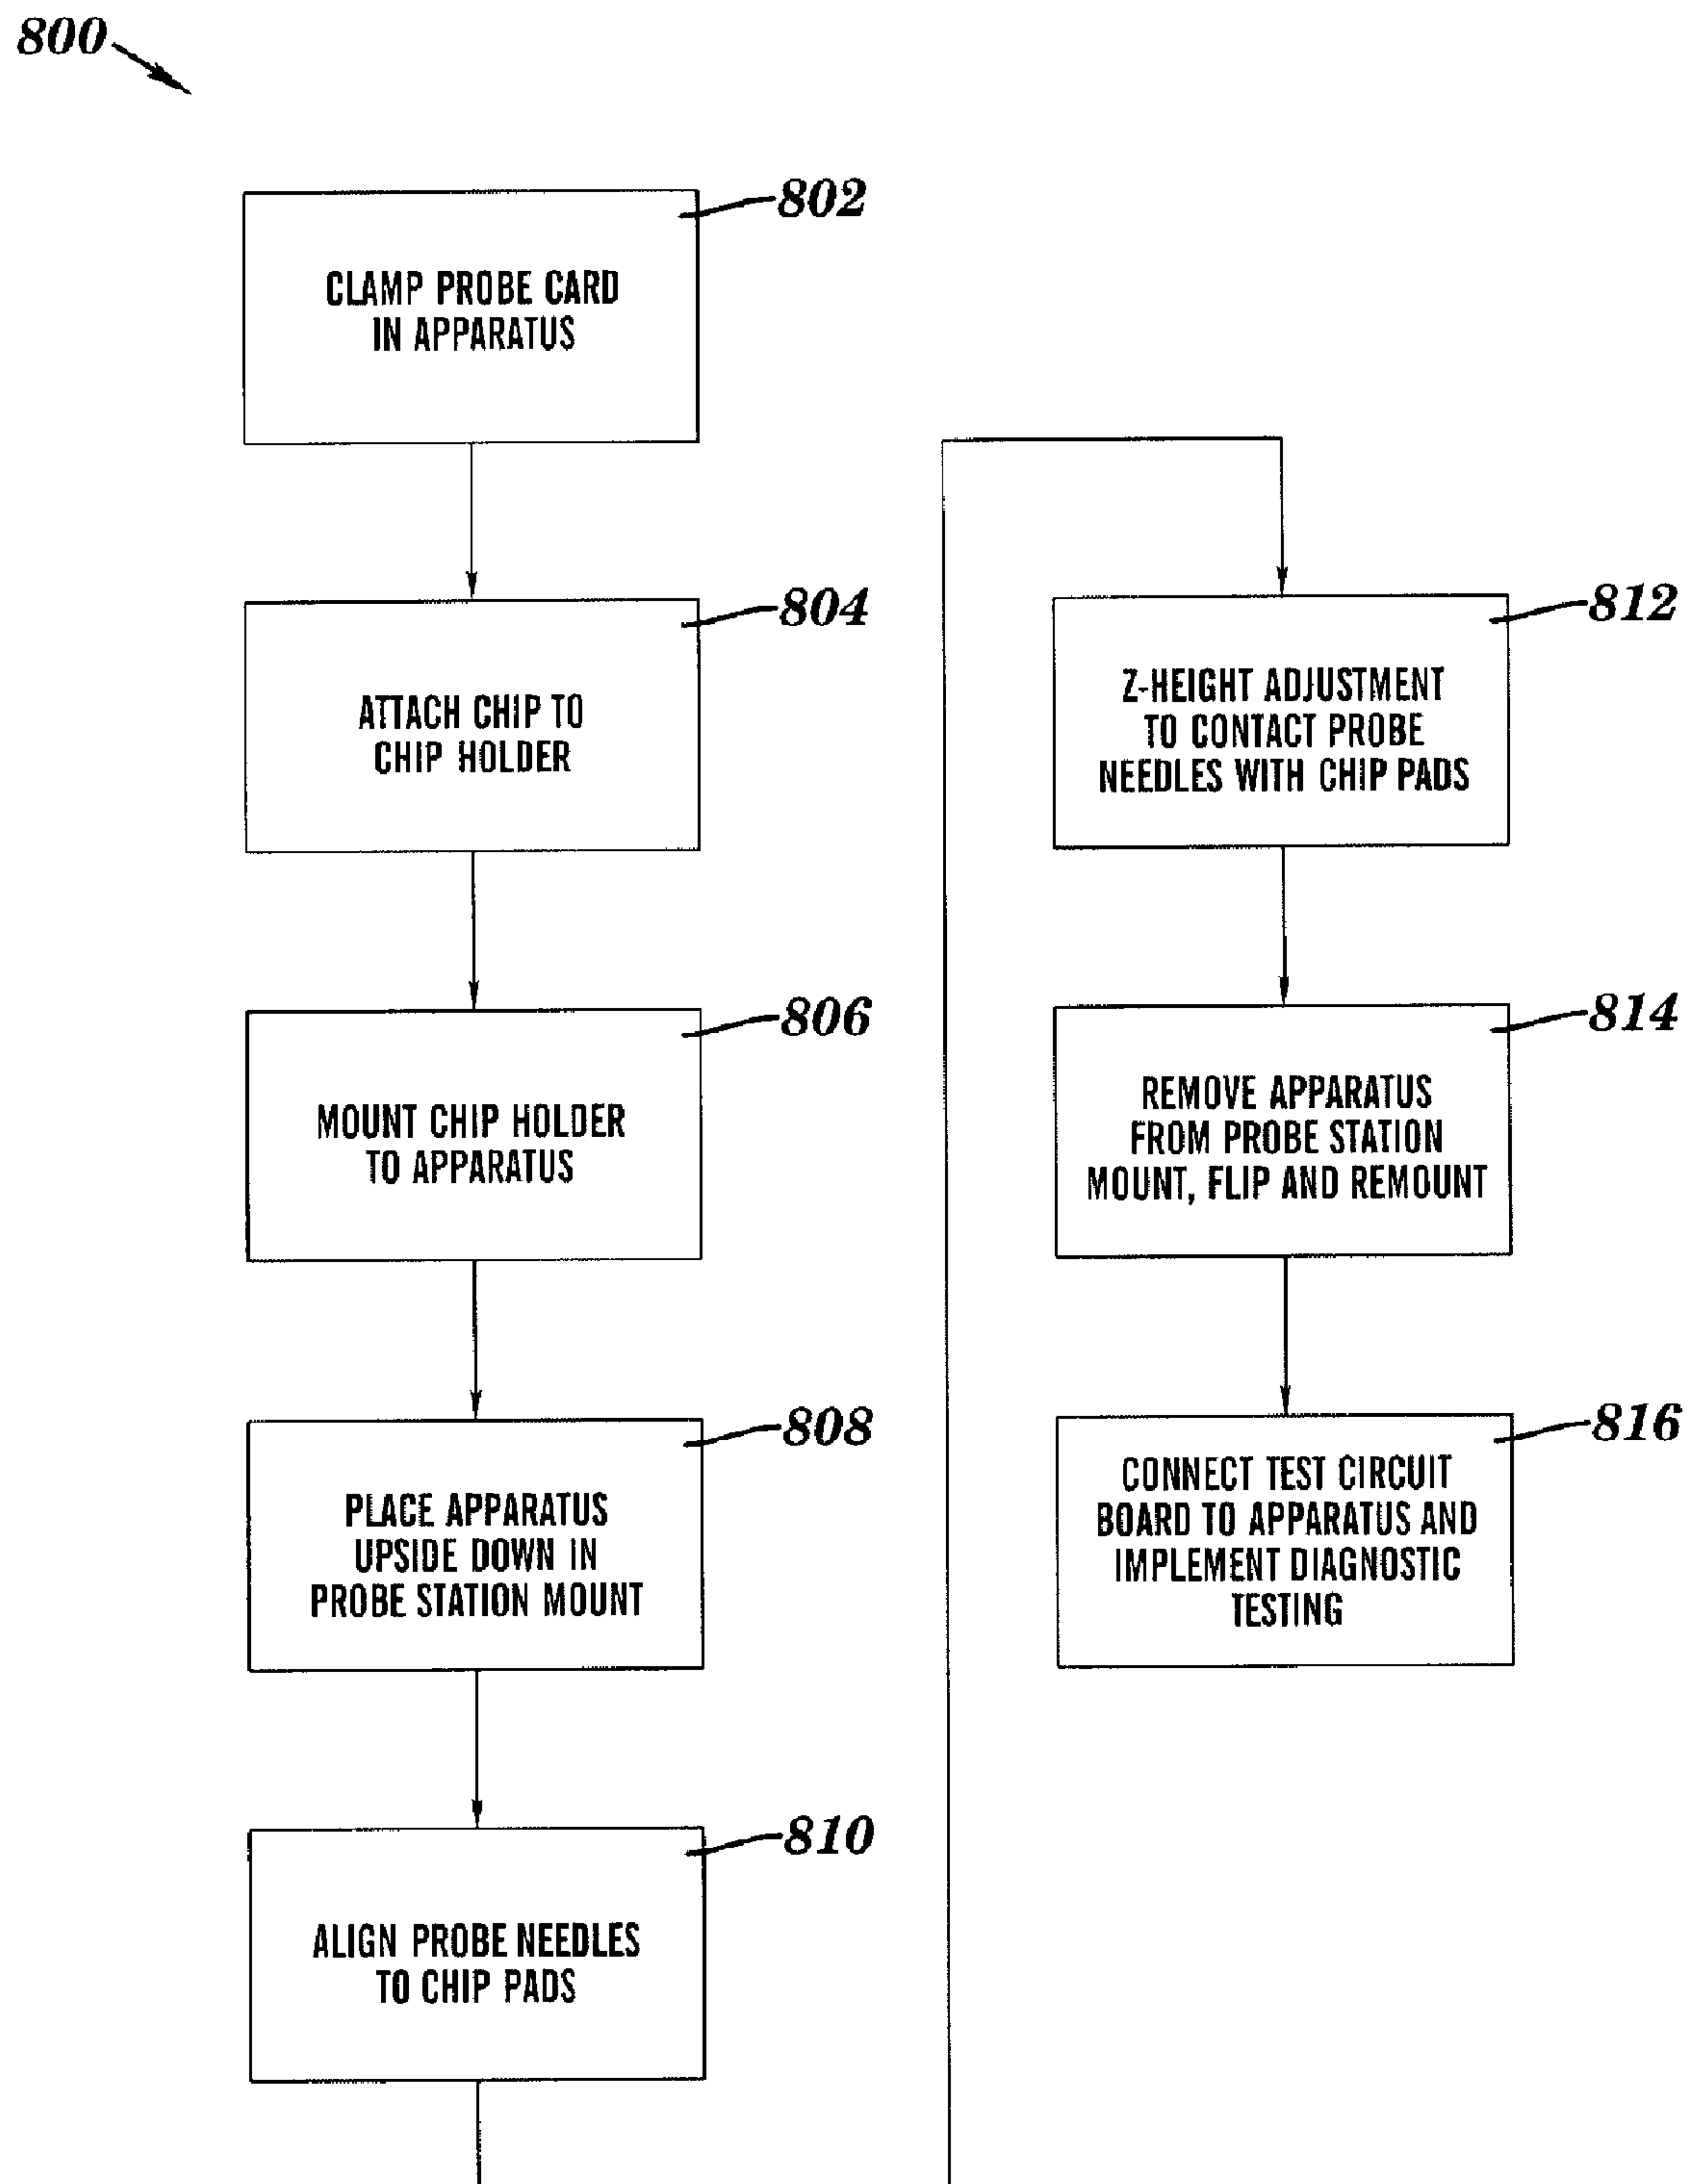 800
802
CLAMP PROBE CARD
IN APPARATUS
804
ATTACH CHIP TO
CHIP HOLDER
806
MOUNT CHIP HOLDER
TO APPARATUS
808
PLACE APPARATUS
UPSIDE DOWN IN
PROBE STATION MOUNT
810
ALIGN PROBE NEEDLES
TO CHIP PADS
812
Z-HEIGHT ADJUSTMENT
TO CONTACT PROBE
NEEDLES WITH CHIP PADS
814
REMOVE APPARATUS
FROM PROBE STATION
MOUNT, FLIP AND REMOUNT
816
CONNECT TEST CIRCUIT
BOARD TO APPARATUS AND
IMPLEMENT DIAGNOSTIC
TESTING